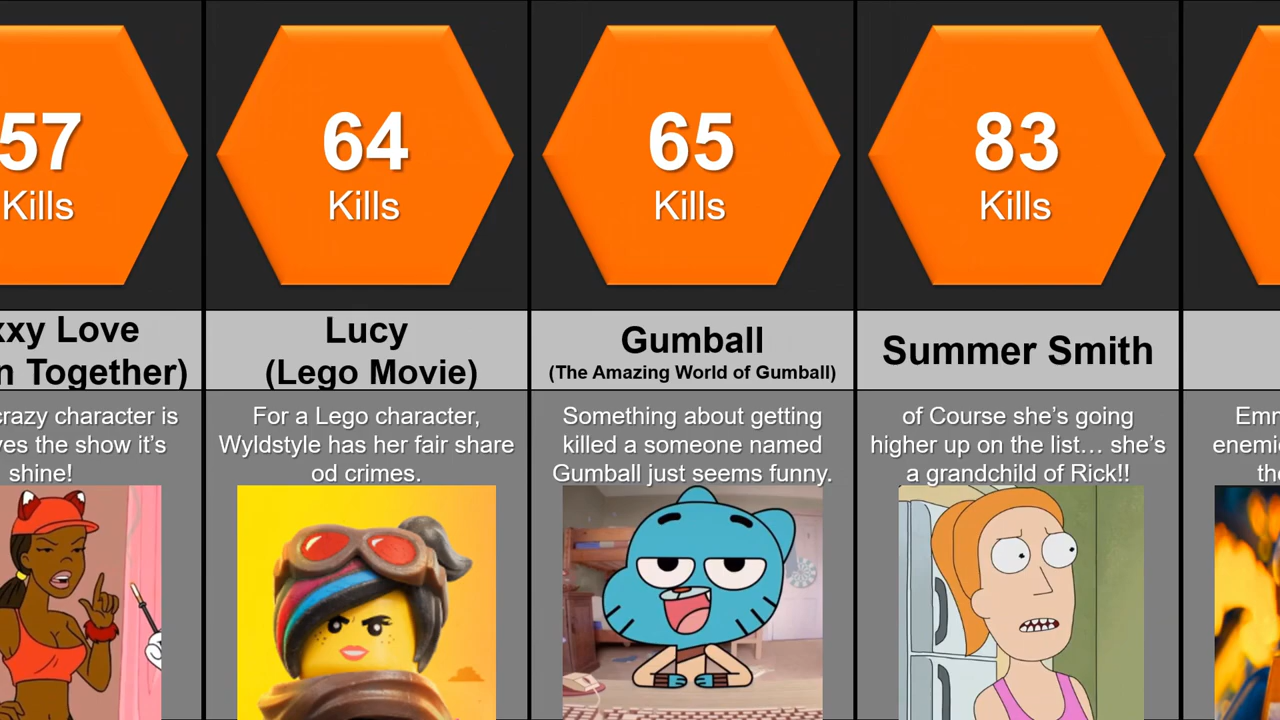 57
Kills
xxy Love
n Together)
crazy character is
ves the show it's
shine!
64
Kills
Lucy
(Lego Movie)
For a Lego character,
Wyldstyle has her fair share
od crimes.
65
Kills
Gumball
(The Amazing World of Gumball)
Something about getting
killed a someone named
Gumball just seems funny.
83
Kills
Summer Smith
of Course she's going
higher up on the list... she's
a grandchild of Rick!!
Emr
enemie
the